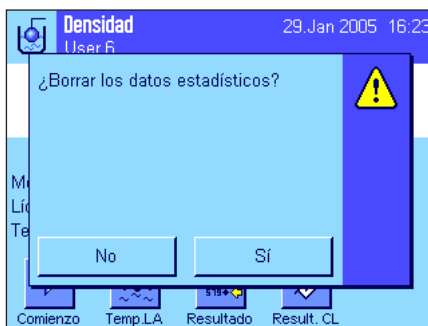 Densidad
29.Jan 2005 16:23
User 6
¿Borrar los datos estadísticos?
No
Sí
Comienzo
Temp.LA
Resultado
Result. CL